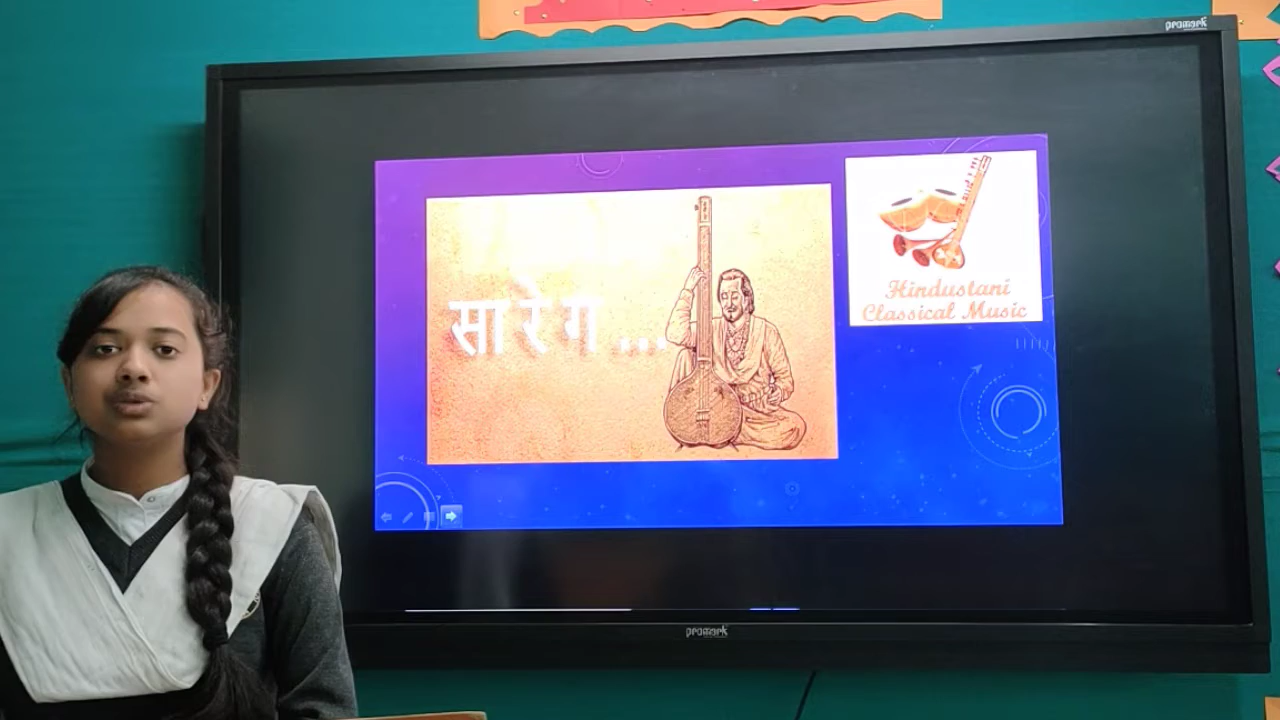 promark
सा रे ग ...
Hindustani
Classical Music
promark